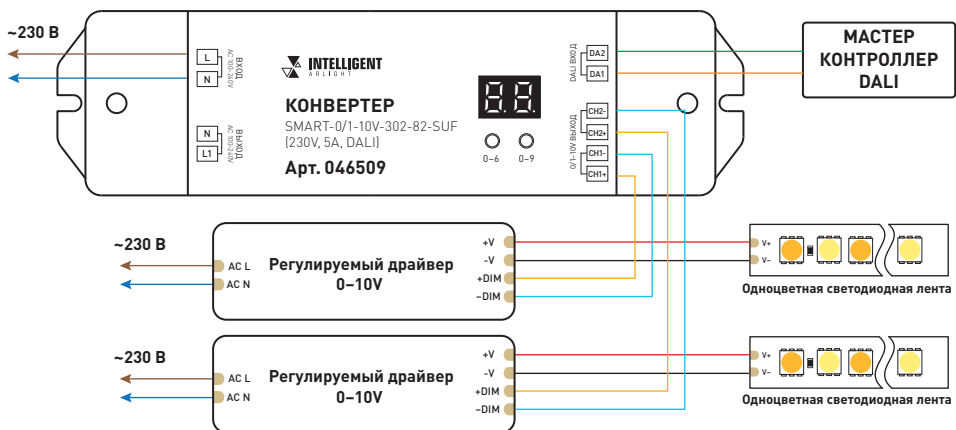 ~230 В
L
N
ВХОД
AC 100-240V
N
L1
ВЫХОД
AC 100-240V
INTELLIGENT
ARLIGHT
КОНВЕРТЕР
SMART-0/1-10V-302-82-SUF
(230V, 5A, DALI)
Арт. 046509
88
0–6
0–9
DALI ВХОД
DA2
DA1
0/1-10V ВЫХОД
CH2-
CH2+
CH1-
CH1+
МАСТЕР
КОНТРОЛЛЕР
DALI
~230 В
AC L
AC N
Регулируемый драйвер
0–10V
+V
-V
+DIM
–DIM
V+
V–
Одноцветная светодиодная лента
~230 В
AC L
AC N
Регулируемый драйвер
0–10V
+V
-V
+DIM
–DIM
V+
V–
Одноцветная светодиодная лента